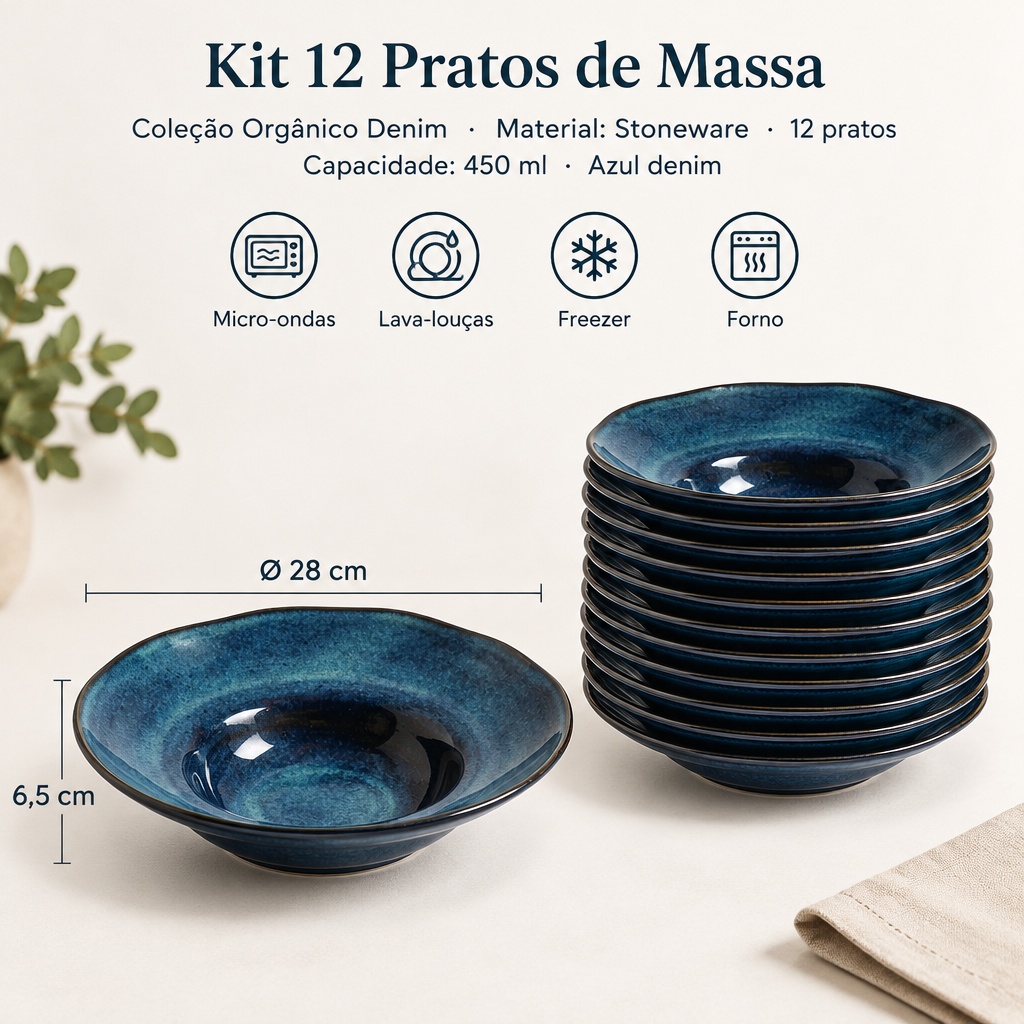 Kit 12 Pratos de Massa
Coleção Orgânico Denim · Material: Stoneware · 12 pratos
Capacidade: 450 ml · Azul denim
Micro-ondas Lava-louças Freezer Forno
Ø 28 cm
6,5 cm